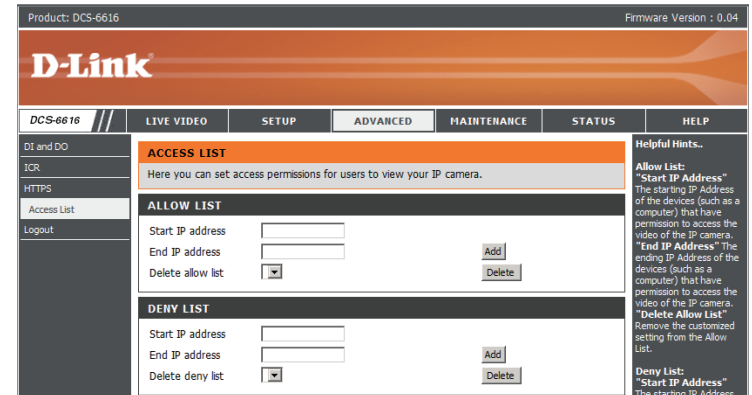 Product: DCS-6616
Firmware Version : 0.04
D-Link
DCS-6616
LIVE VIDEO
SETUP
ADVANCED
MAINTENANCE
STATUS
HELP
DI and DO
ICR
HTTPS
Access List
Logout
ACCESS LIST
Here you can set access permissions for users to view your IP camera.
ALLOW LIST
Start IP address
End IP address
Add
Delete allow list
Delete
DENY LIST
Start IP address
End IP address
Add
Delete deny list
Delete
Helpful Hints..
Allow List:
"Start IP Address"
The starting IP Address
of the devices (such as a
computer) that have
permission to access the
video of the IP camera.
"End IP Address" The
ending IP Address of the
devices (such as a
computer) that have
permission to access the
video of the IP camera.
"Delete Allow List"
Remove the customized
setting from the Allow
List.
Deny List:
"Start IP Address"
The starting IP Address